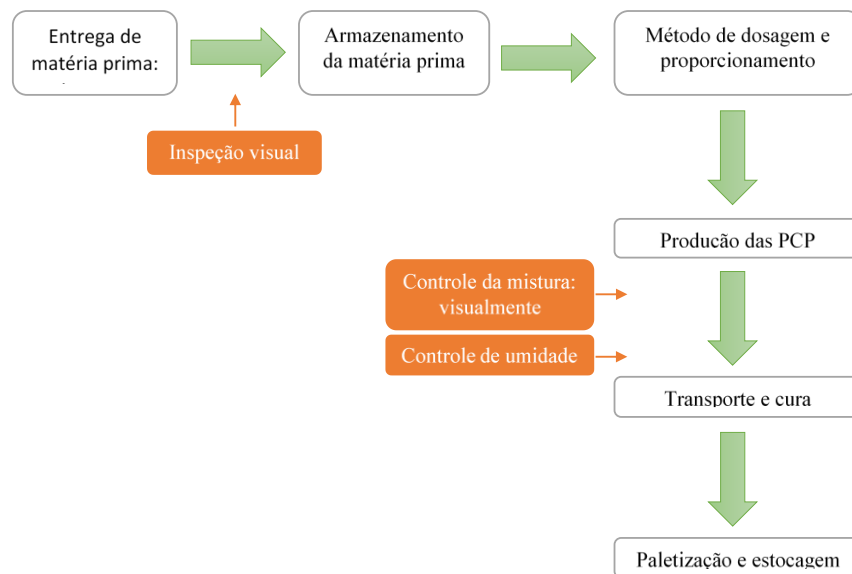 Entrega de
matéria prima:
Armazenamento
da matéria prima
Método de dosagem e
proporcionamento
Inspeção visual
Producão das PCP
Controle da mistura:
visualmente
Controle de umidade
Transporte e cura
Paletização e estocagem